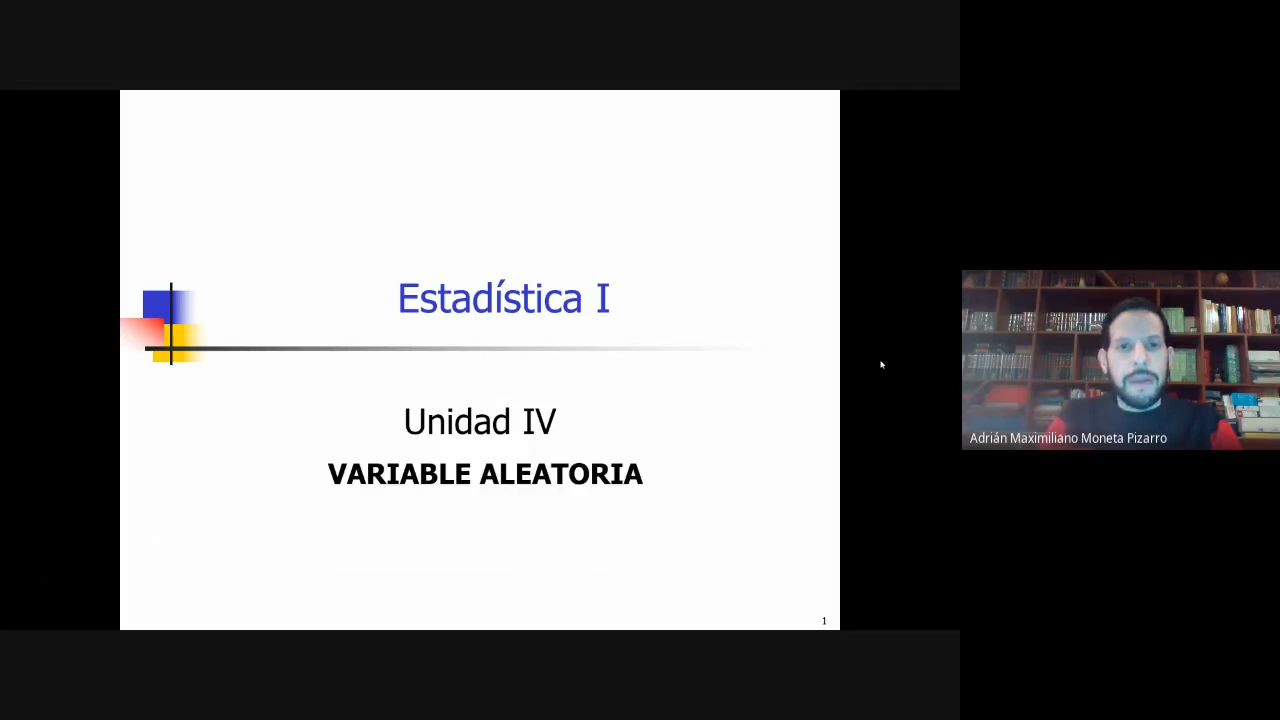 Estadística I
Unidad IV
VARIABLE ALEATORIA
1
Adrián Maximiliano Moneta Pizarro